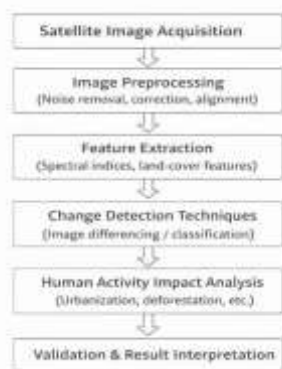 Satellite Image Acquisition
Image Preprocessing
(Noise removal, correction, alignment)
Feature Extraction
(Spectral indices, land-cover features)
Change Detection Techniques
(Image differencing / classification)
Human Activity Impact Analysis
(Urbanization, deforestation, etc.)
Validation & Result Interpretation